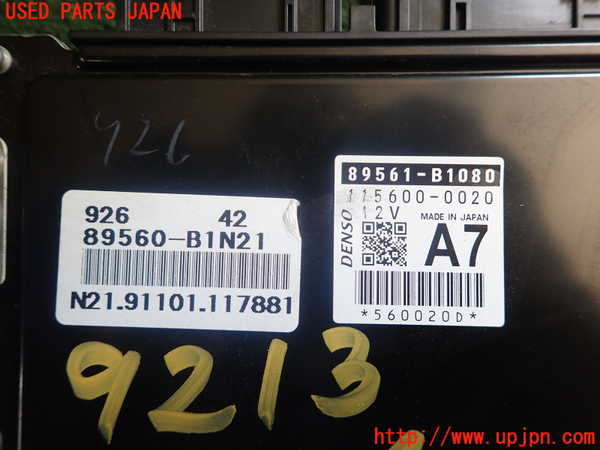 USED PARTS JAPAN
926
926 42
89560-B1N21
N21.91101.117881
89561-B1080
115600-0020
DENSO
12V
MADE IN JAPAN
A7
*560020D*
9213
http://www.upjpn.com/